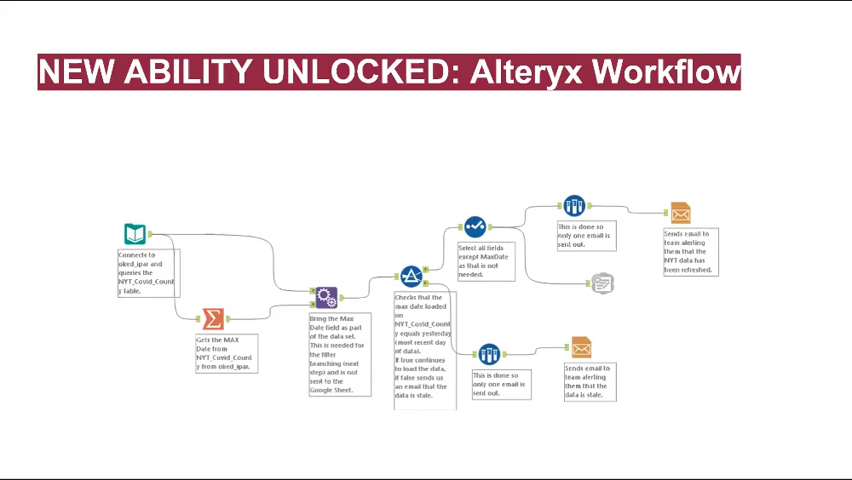 NEW ABILITY UNLOCKED: Alteryx Workflow
Connects to
oked_ipar and
queries the
NYT_Covid_Count
y table.
Gets the MAX
Date from
NYT_Covid_Count
y from oked_ipar.
Bring the Max
Date field as part
of the data set.
This is needed for
the filter
branching (next
step) and is not
sent to the
Google Sheet.
Checks that the
max date loaded
on
NYT_Covid_Count
y equals yesterday
(most recent day
of data).
If true continues
to load the data,
if false sends us
an email that the
data is stale.
Select all fields
except MaxDate
as that is not
needed.
This is done so
only one email is
sent out.
Sends email to
team alerting
them that the
NYT data has
been refreshed.
This is done so
only one email is
sent out.
Sends email to
team alerting
them that the
data is stale.